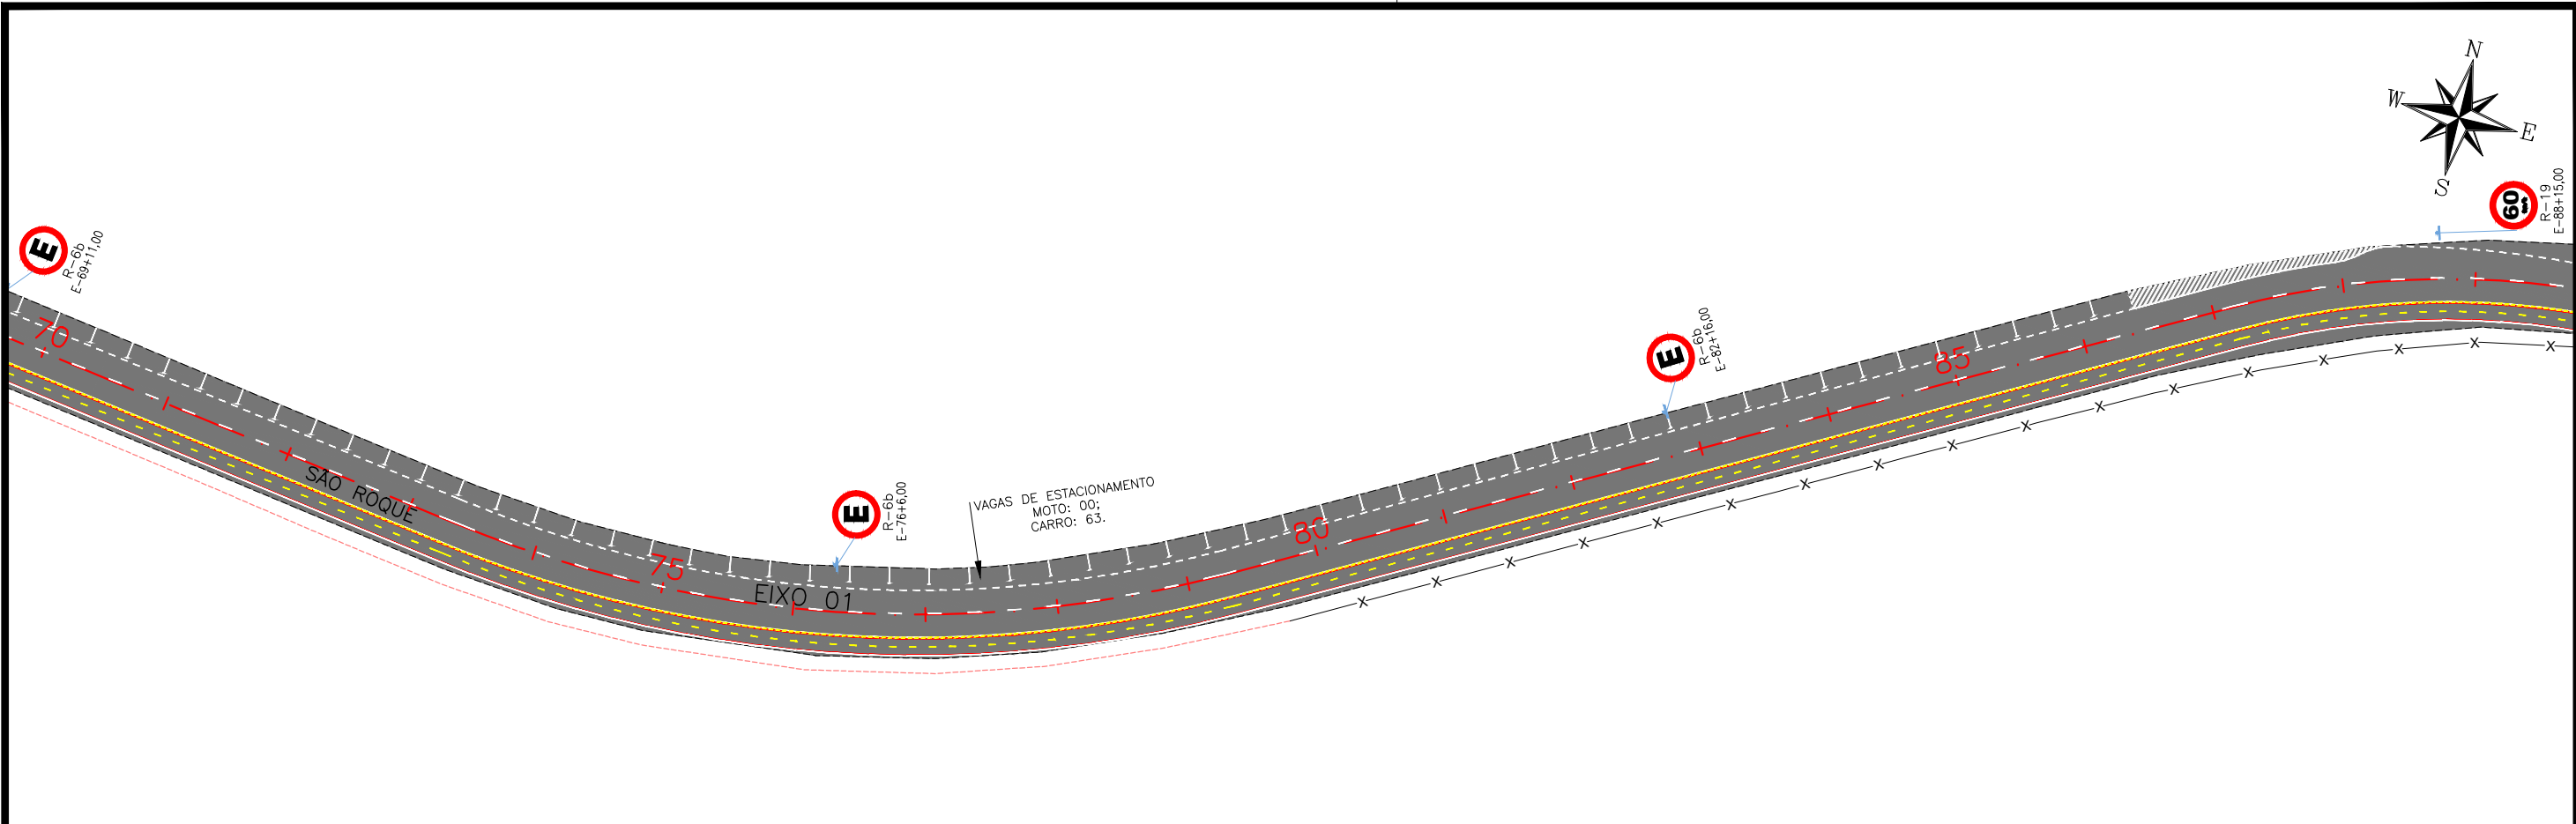 N
W
E
S
60
km/h
R-19
E-88+15,00
E
R-6b
E-69+11,00
70
SÃO ROQUE
75
EIXO 01
E
R-6b
E-76+6,00
VAGAS DE ESTACIONAMENTO
MOTO: 00;
CARRO: 63.
80
E
R-6b
E-82+16,00
85